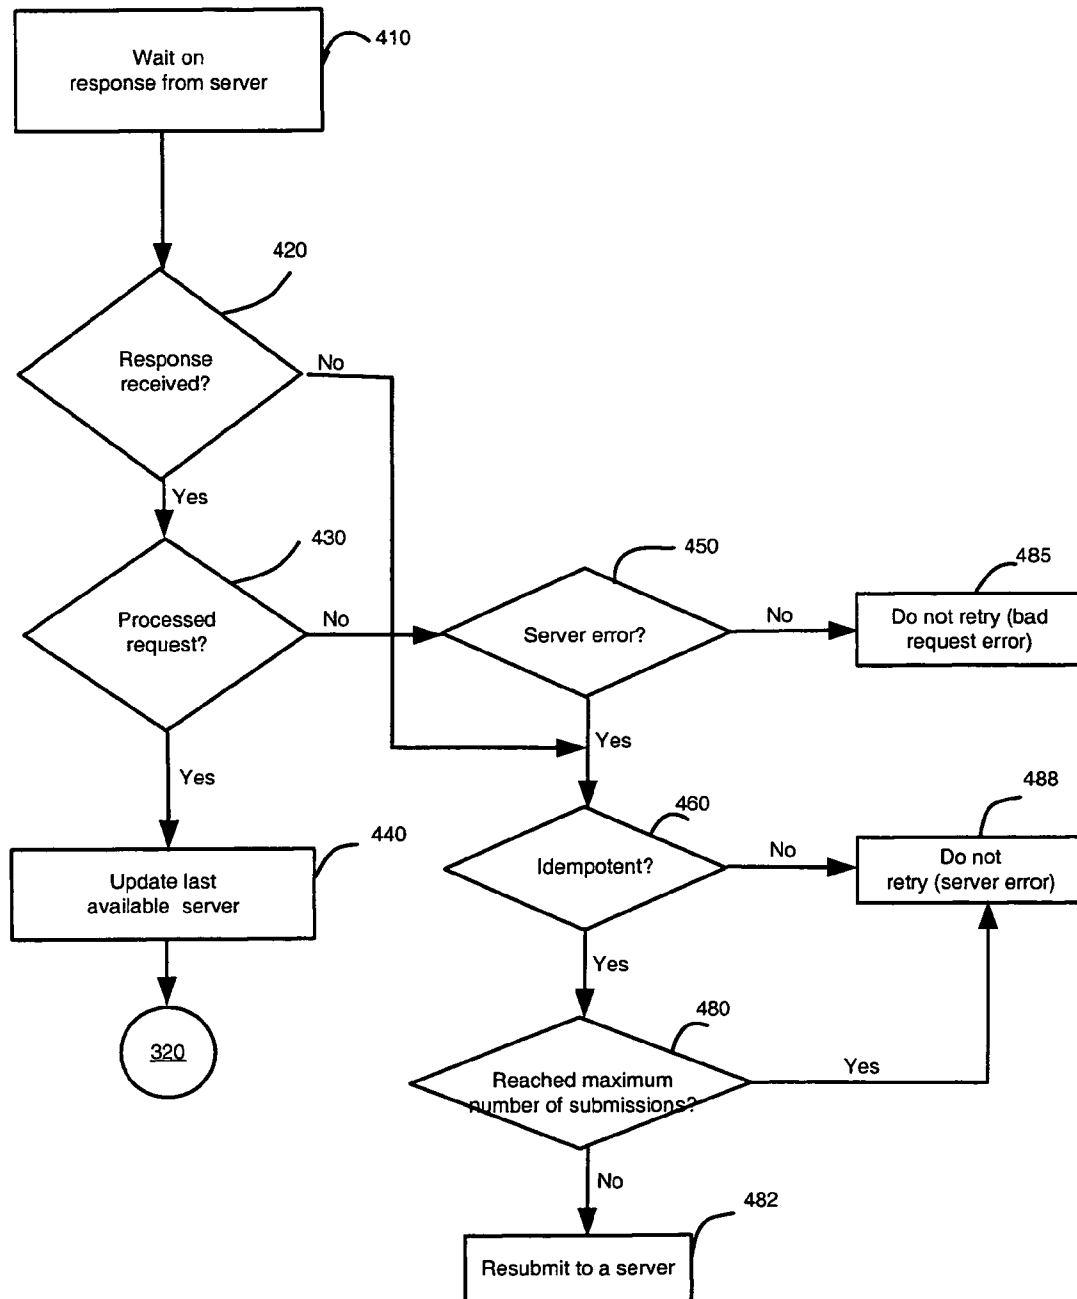 Wait on
response from server
410
420
Response
received?
No
Yes
430
Processed
request?
No
450
Server error?
No
485
Do not retry (bad
request error)
Yes
Yes
440
Update last
available server
320
460
Idempotent?
No
488
Do not
retry (server error)
Yes
480
Reached maximum
number of submissions?
Yes
No
482
Resubmit to a server